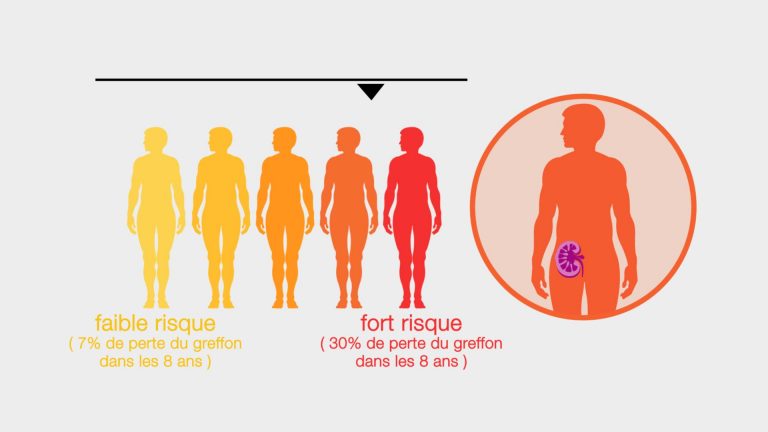 faible risque
( 7% de perte du greffon
dans les 8 ans )
fort risque
( 30% de perte du greffon
dans les 8 ans )